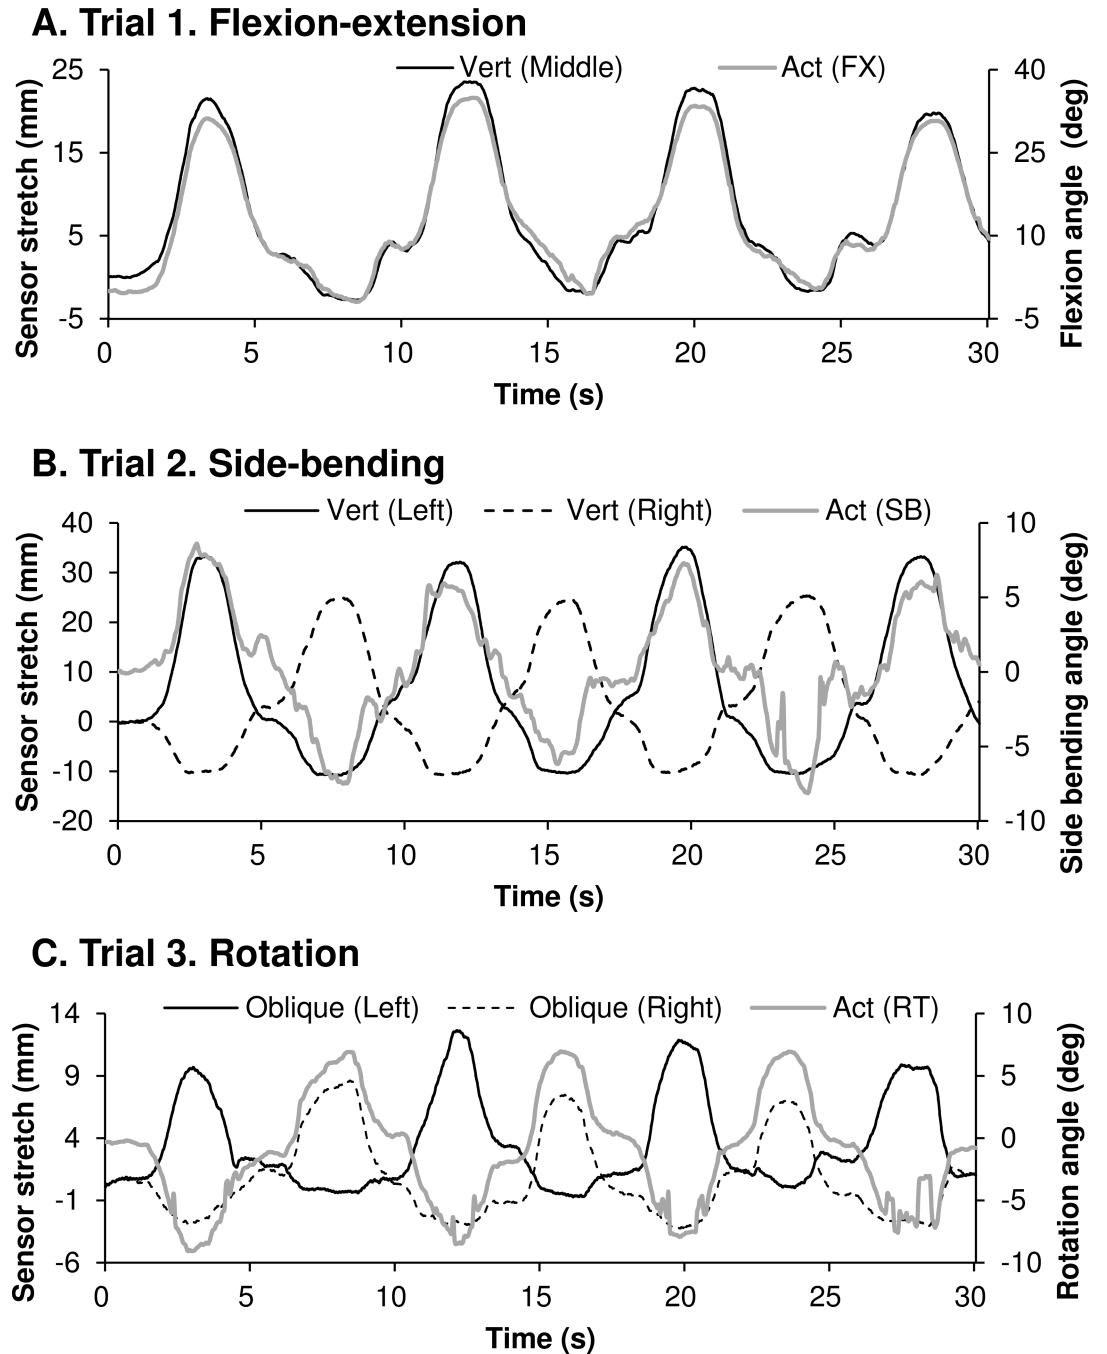 A. Trial 1. Flexion-extension
Vert (Middle) Act (FX)
25 40
15 25
5 10
-5 -5
Sensor stretch (mm)
Flexion angle (deg)
0 5 10 15 20 25 30
Time (s)
B. Trial 2. Side-bending
Vert (Left) Vert (Right) Act (SB)
40 10
30
5
20
10 0
0
-5
-10
-20 -10
Sensor stretch (mm)
Side bending angle (deg)
0 5 10 15 20 25 30
Time (s)
C. Trial 3. Rotation
Oblique (Left) Oblique (Right) Act (RT)
14 10
9 5
4 0
-1 -5
-6 -10
Sensor stretch (mm)
Rotation angle (deg)
0 5 10 15 20 25 30
Time (s)